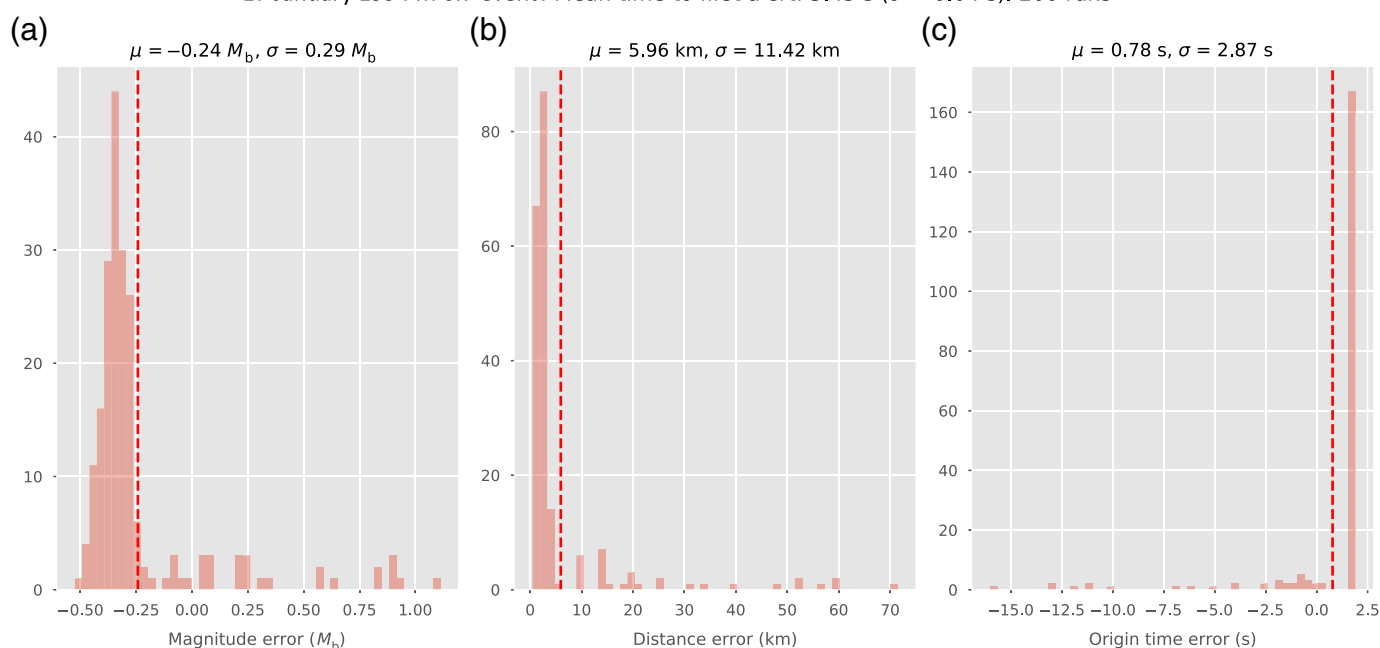 (a)
(b)
(c)
μ = −0.24 M_b, σ = 0.29 M_b
μ = 5.96 km, σ = 11.42 km
μ = 0.78 s, σ = 2.87 s
40
30
20
10
0
−0.50 −0.25 0.00 0.25 0.50 0.75 1.00
Magnitude error (M_b)
80
60
40
20
0
0 10 20 30 40 50 60 70
Distance error (km)
160
140
120
100
80
60
40
20
0
−15.0 −12.5 −10.0 −7.5 −5.0 −2.5 0.0 2.5
Origin time error (s)